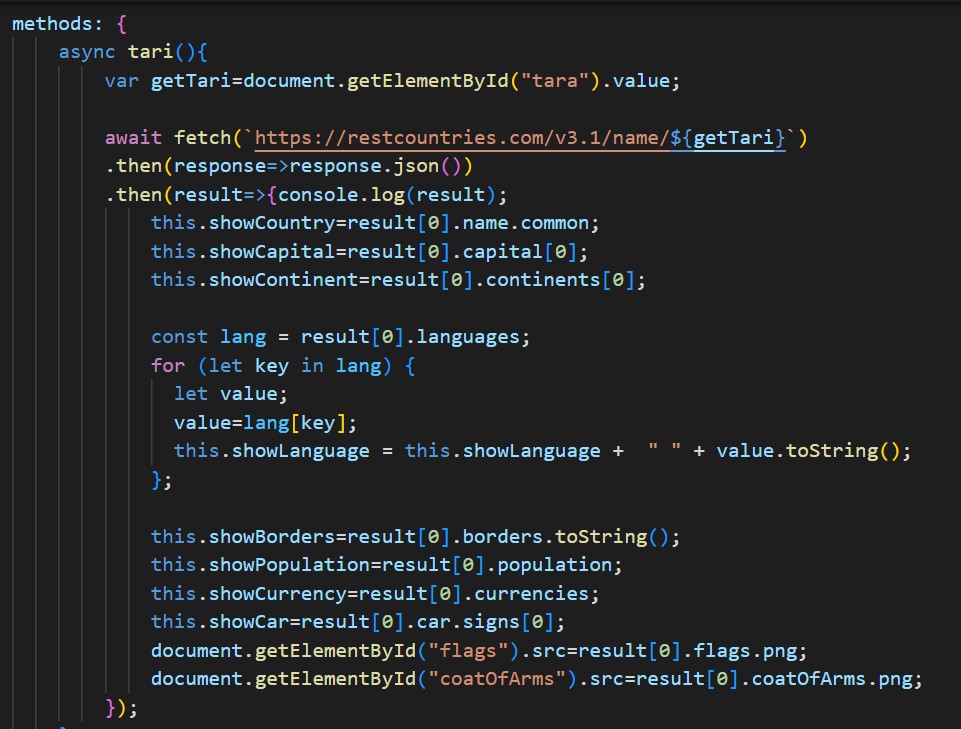 methods: {
async tari(){
var getTari=document.getElementById("tara").value;
await fetch(`https://restcountries.com/v3.1/name/${getTari}`)
.then(response=>response.json())
.then(result=>{console.log(result);
this.showCountry=result[0].name.common;
this.showCapital=result[0].capital[0];
this.showContinent=result[0].continents[0];
const lang = result[0].languages;
for (let key in lang) {
let value;
value=lang[key];
this.showLanguage = this.showLanguage +  " " + value.toString();
};
this.showBorders=result[0].borders.toString();
this.showPopulation=result[0].population;
this.showCurrency=result[0].currencies;
this.showCar=result[0].car.signs[0];
document.getElementById("flags").src=result[0].flags.png;
document.getElementById("coatOfArms").src=result[0].coatOfArms.png;
});